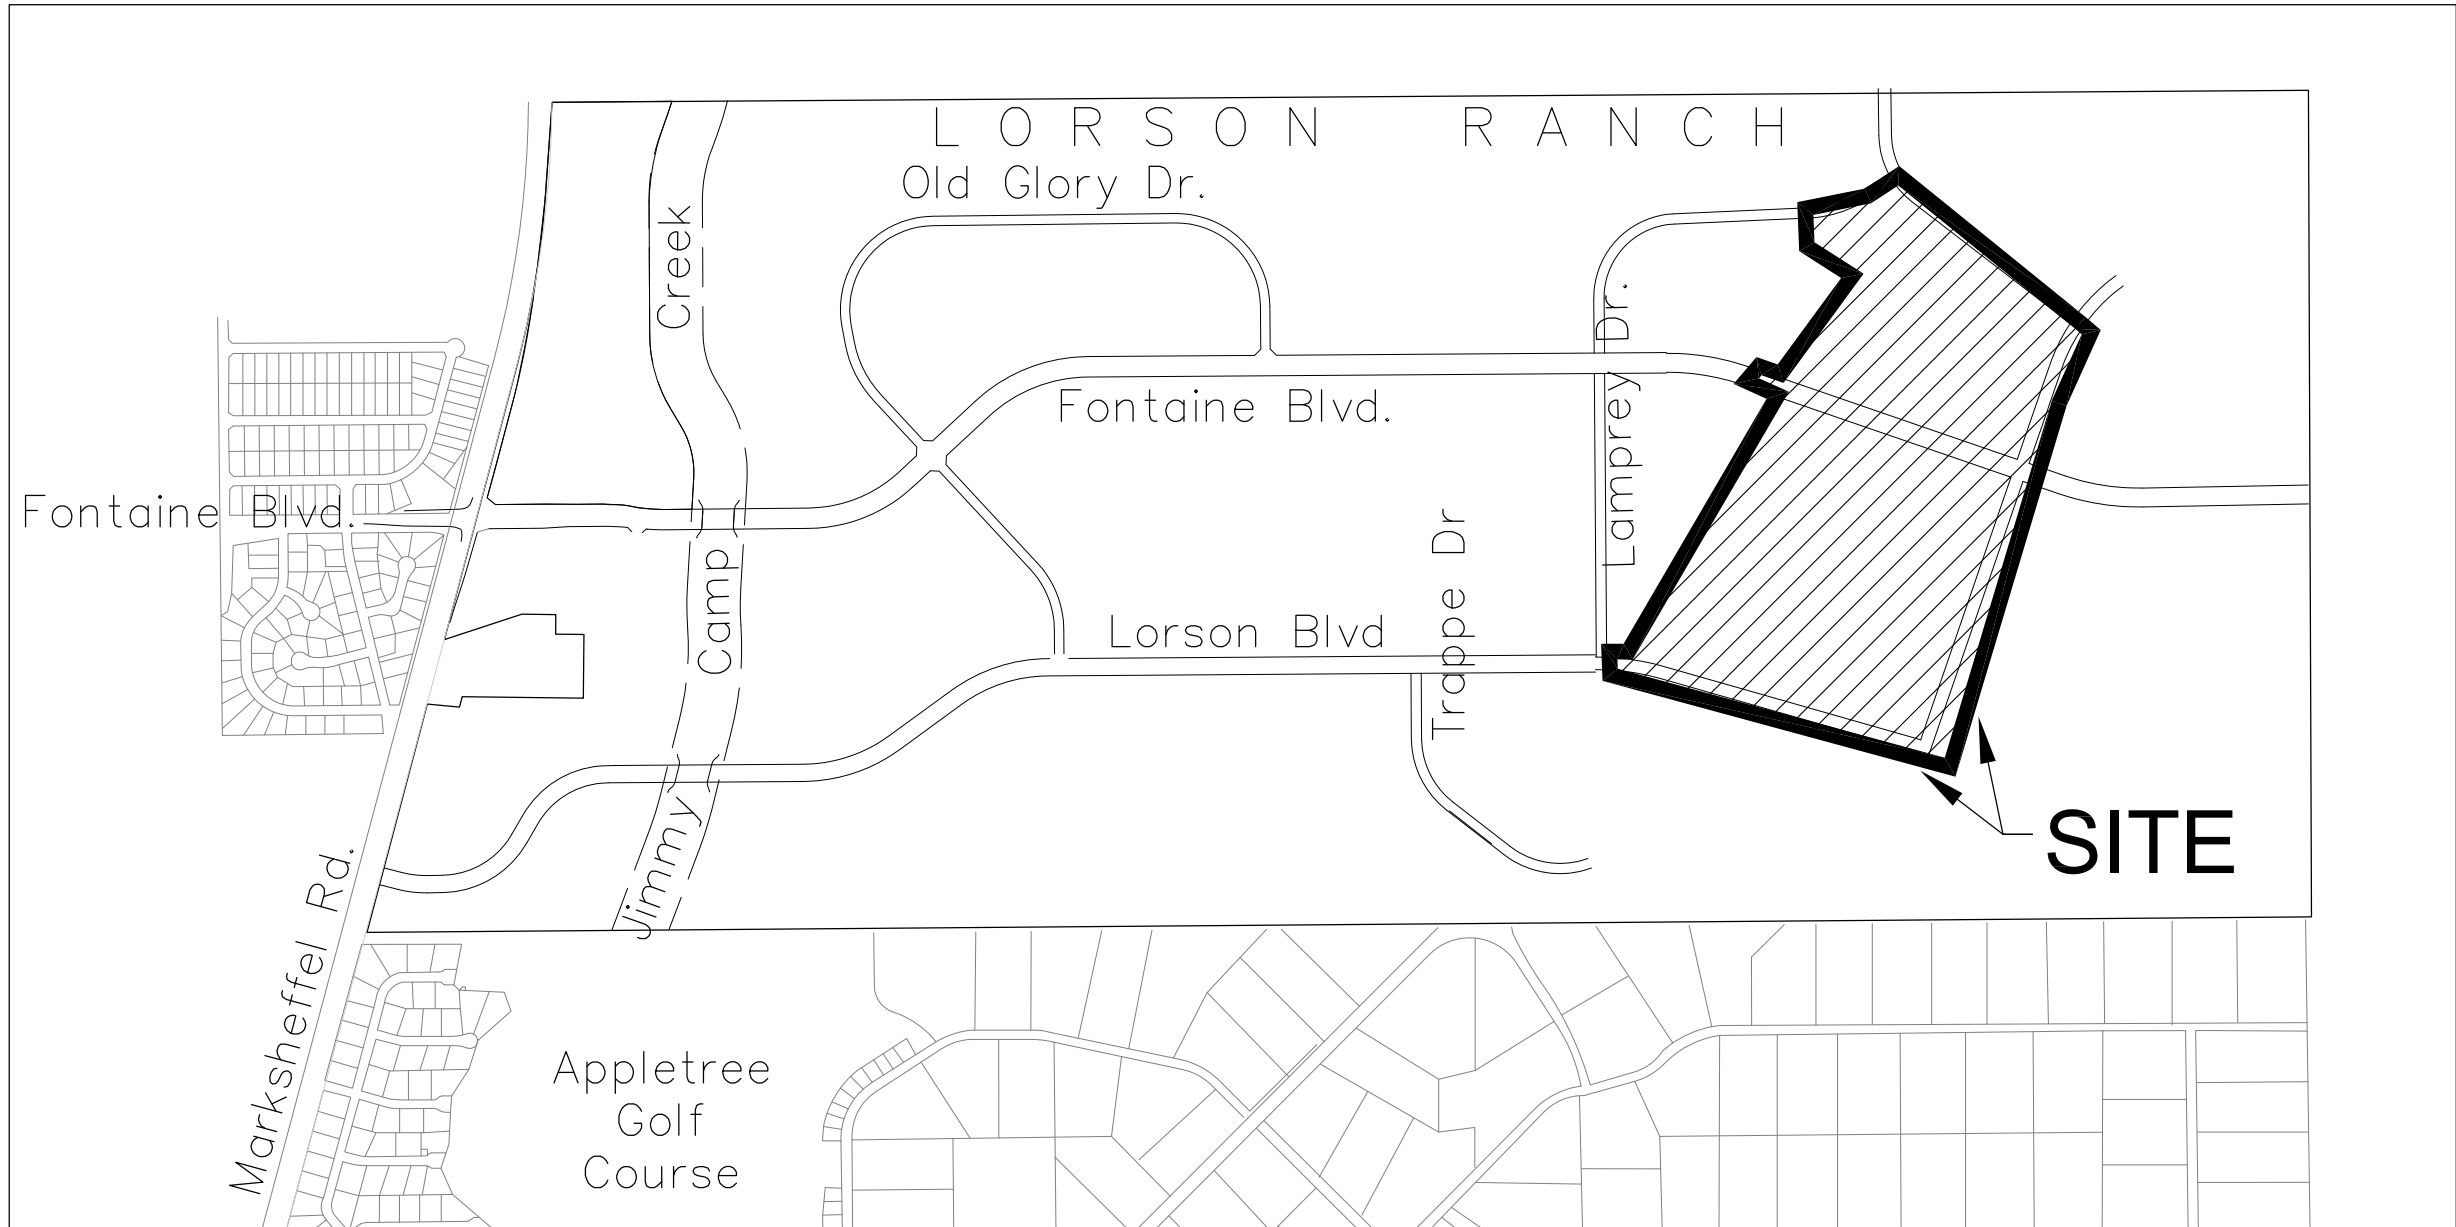 LORSON RANCH
Old Glory Dr.
Creek
Lamprey Dr.
Fontaine Blvd.
Fontaine Blvd.
Trappe Dr
Camp
Lorson Blvd
Jimmy
SITE
Marksheffel Rd.
Appletree
Golf
Course